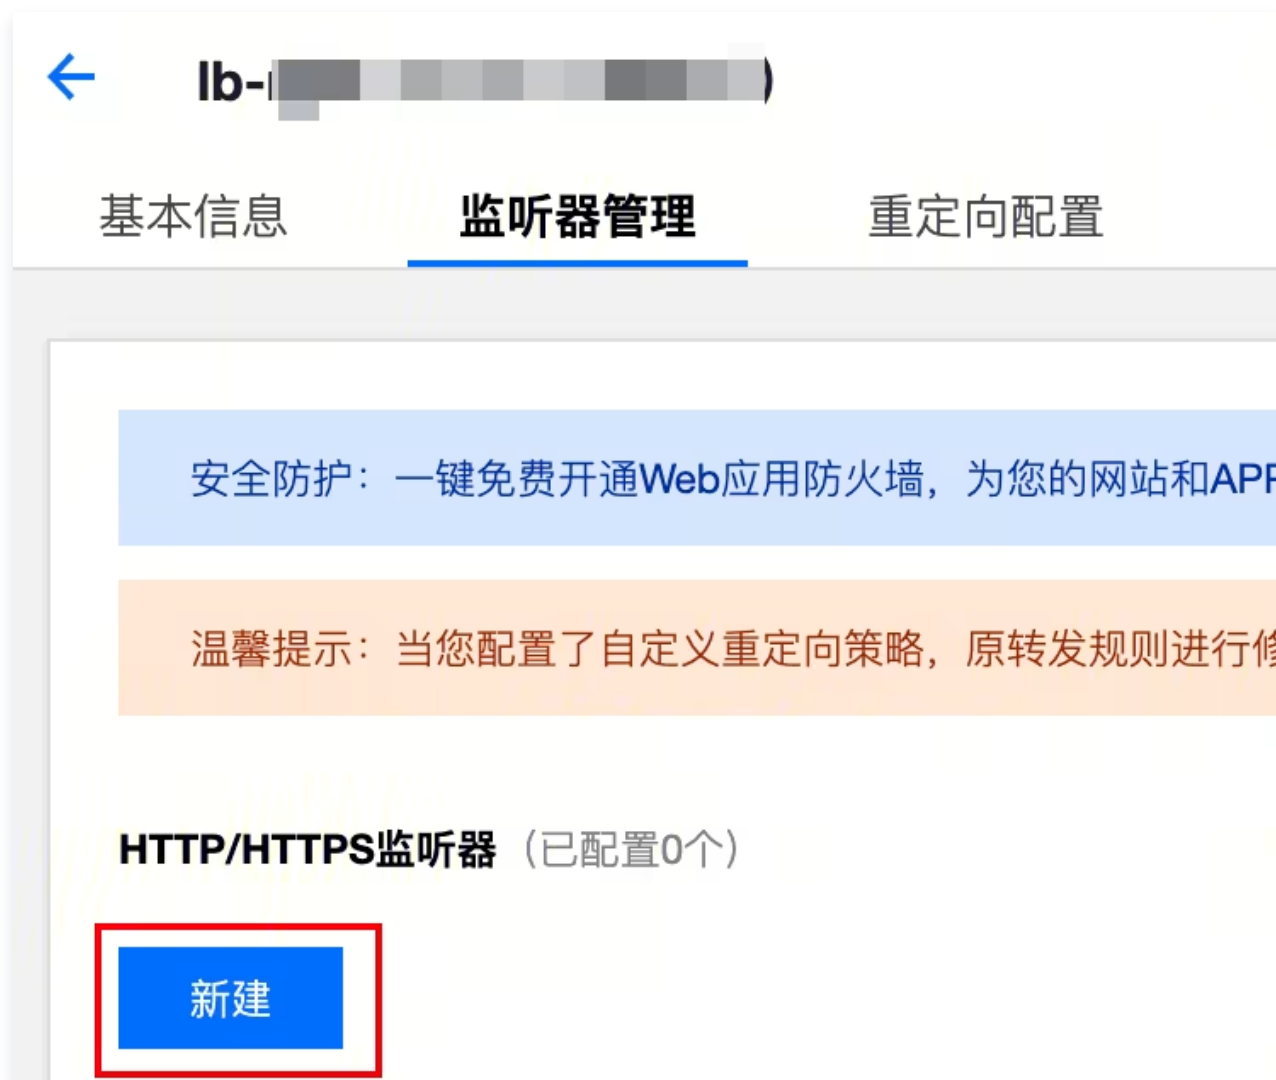 lb-
基本信息 监听器管理 重定向配置
安全防护：一键免费开通Web应用防火墙，为您的网站和APP
温馨提示：当您配置了自定义重定向策略，原转发规则进行修
HTTP/HTTPS监听器（已配置0个）
新建